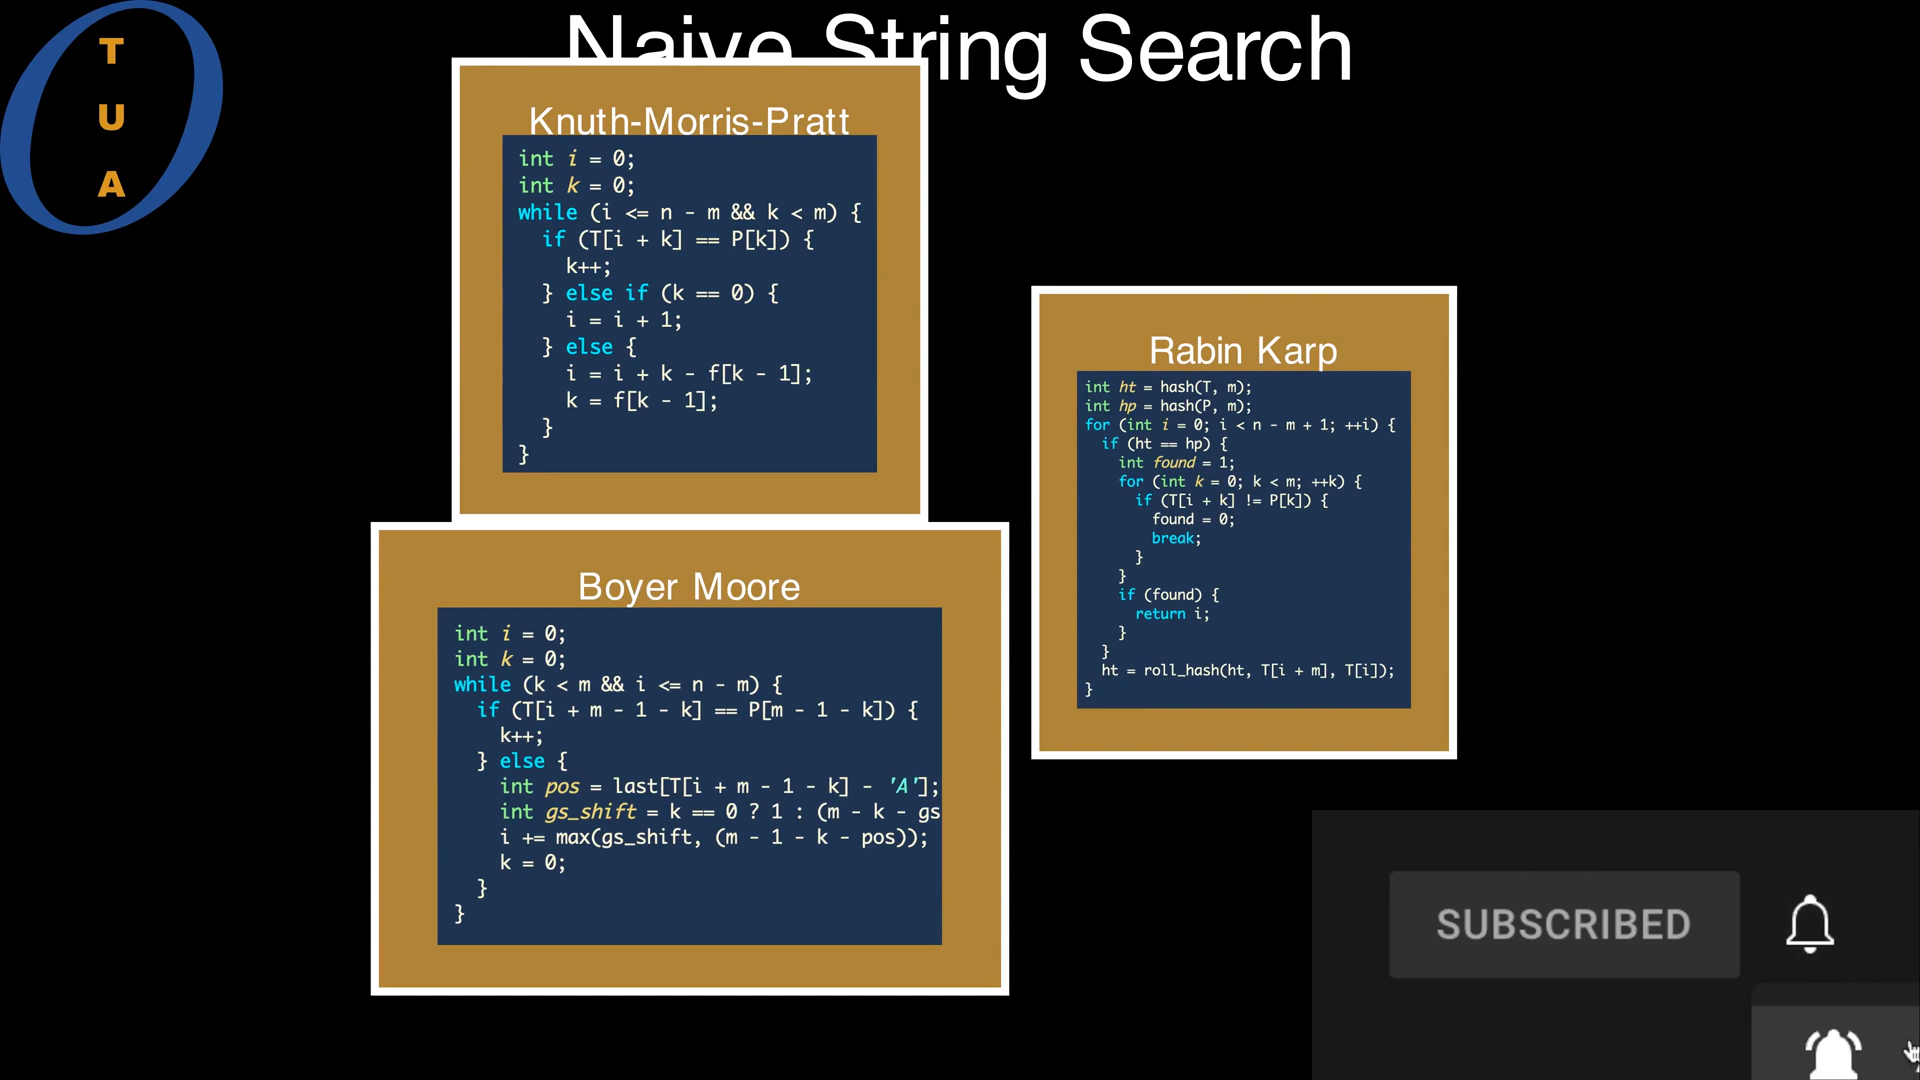 T
U
A
Naive String Search
Knuth-Morris-Pratt
int i = 0;
int k = 0;
while (i <= n - m && k < m) {
if (T[i + k] == P[k]) {
k++;
} else if (k == 0) {
i = i + 1;
} else {
i = i + k - f[k - 1];
k = f[k - 1];
}
}
Boyer Moore
int i = 0;
int k = 0;
while (k < m && i <= n - m) {
if (T[i + m - 1 - k] == P[m - 1 - k]) {
k++;
} else {
int pos = last[T[i + m - 1 - k] - 'A'];
int gs_shift = k == 0 ? 1 : (m - k - gs
i += max(gs_shift, (m - 1 - k - pos));
k = 0;
}
}
Rabin Karp
int ht = hash(T, m);
int hp = hash(P, m);
for (int i = 0; i < n - m + 1; ++i) {
if (ht == hp) {
int found = 1;
for (int k = 0; k < m; ++k) {
if (T[i + k] != P[k]) {
found = 0;
break;
}
}
if (found) {
return i;
}
}
ht = roll_hash(ht, T[i + m], T[i]);
}
SUBSCRIBED